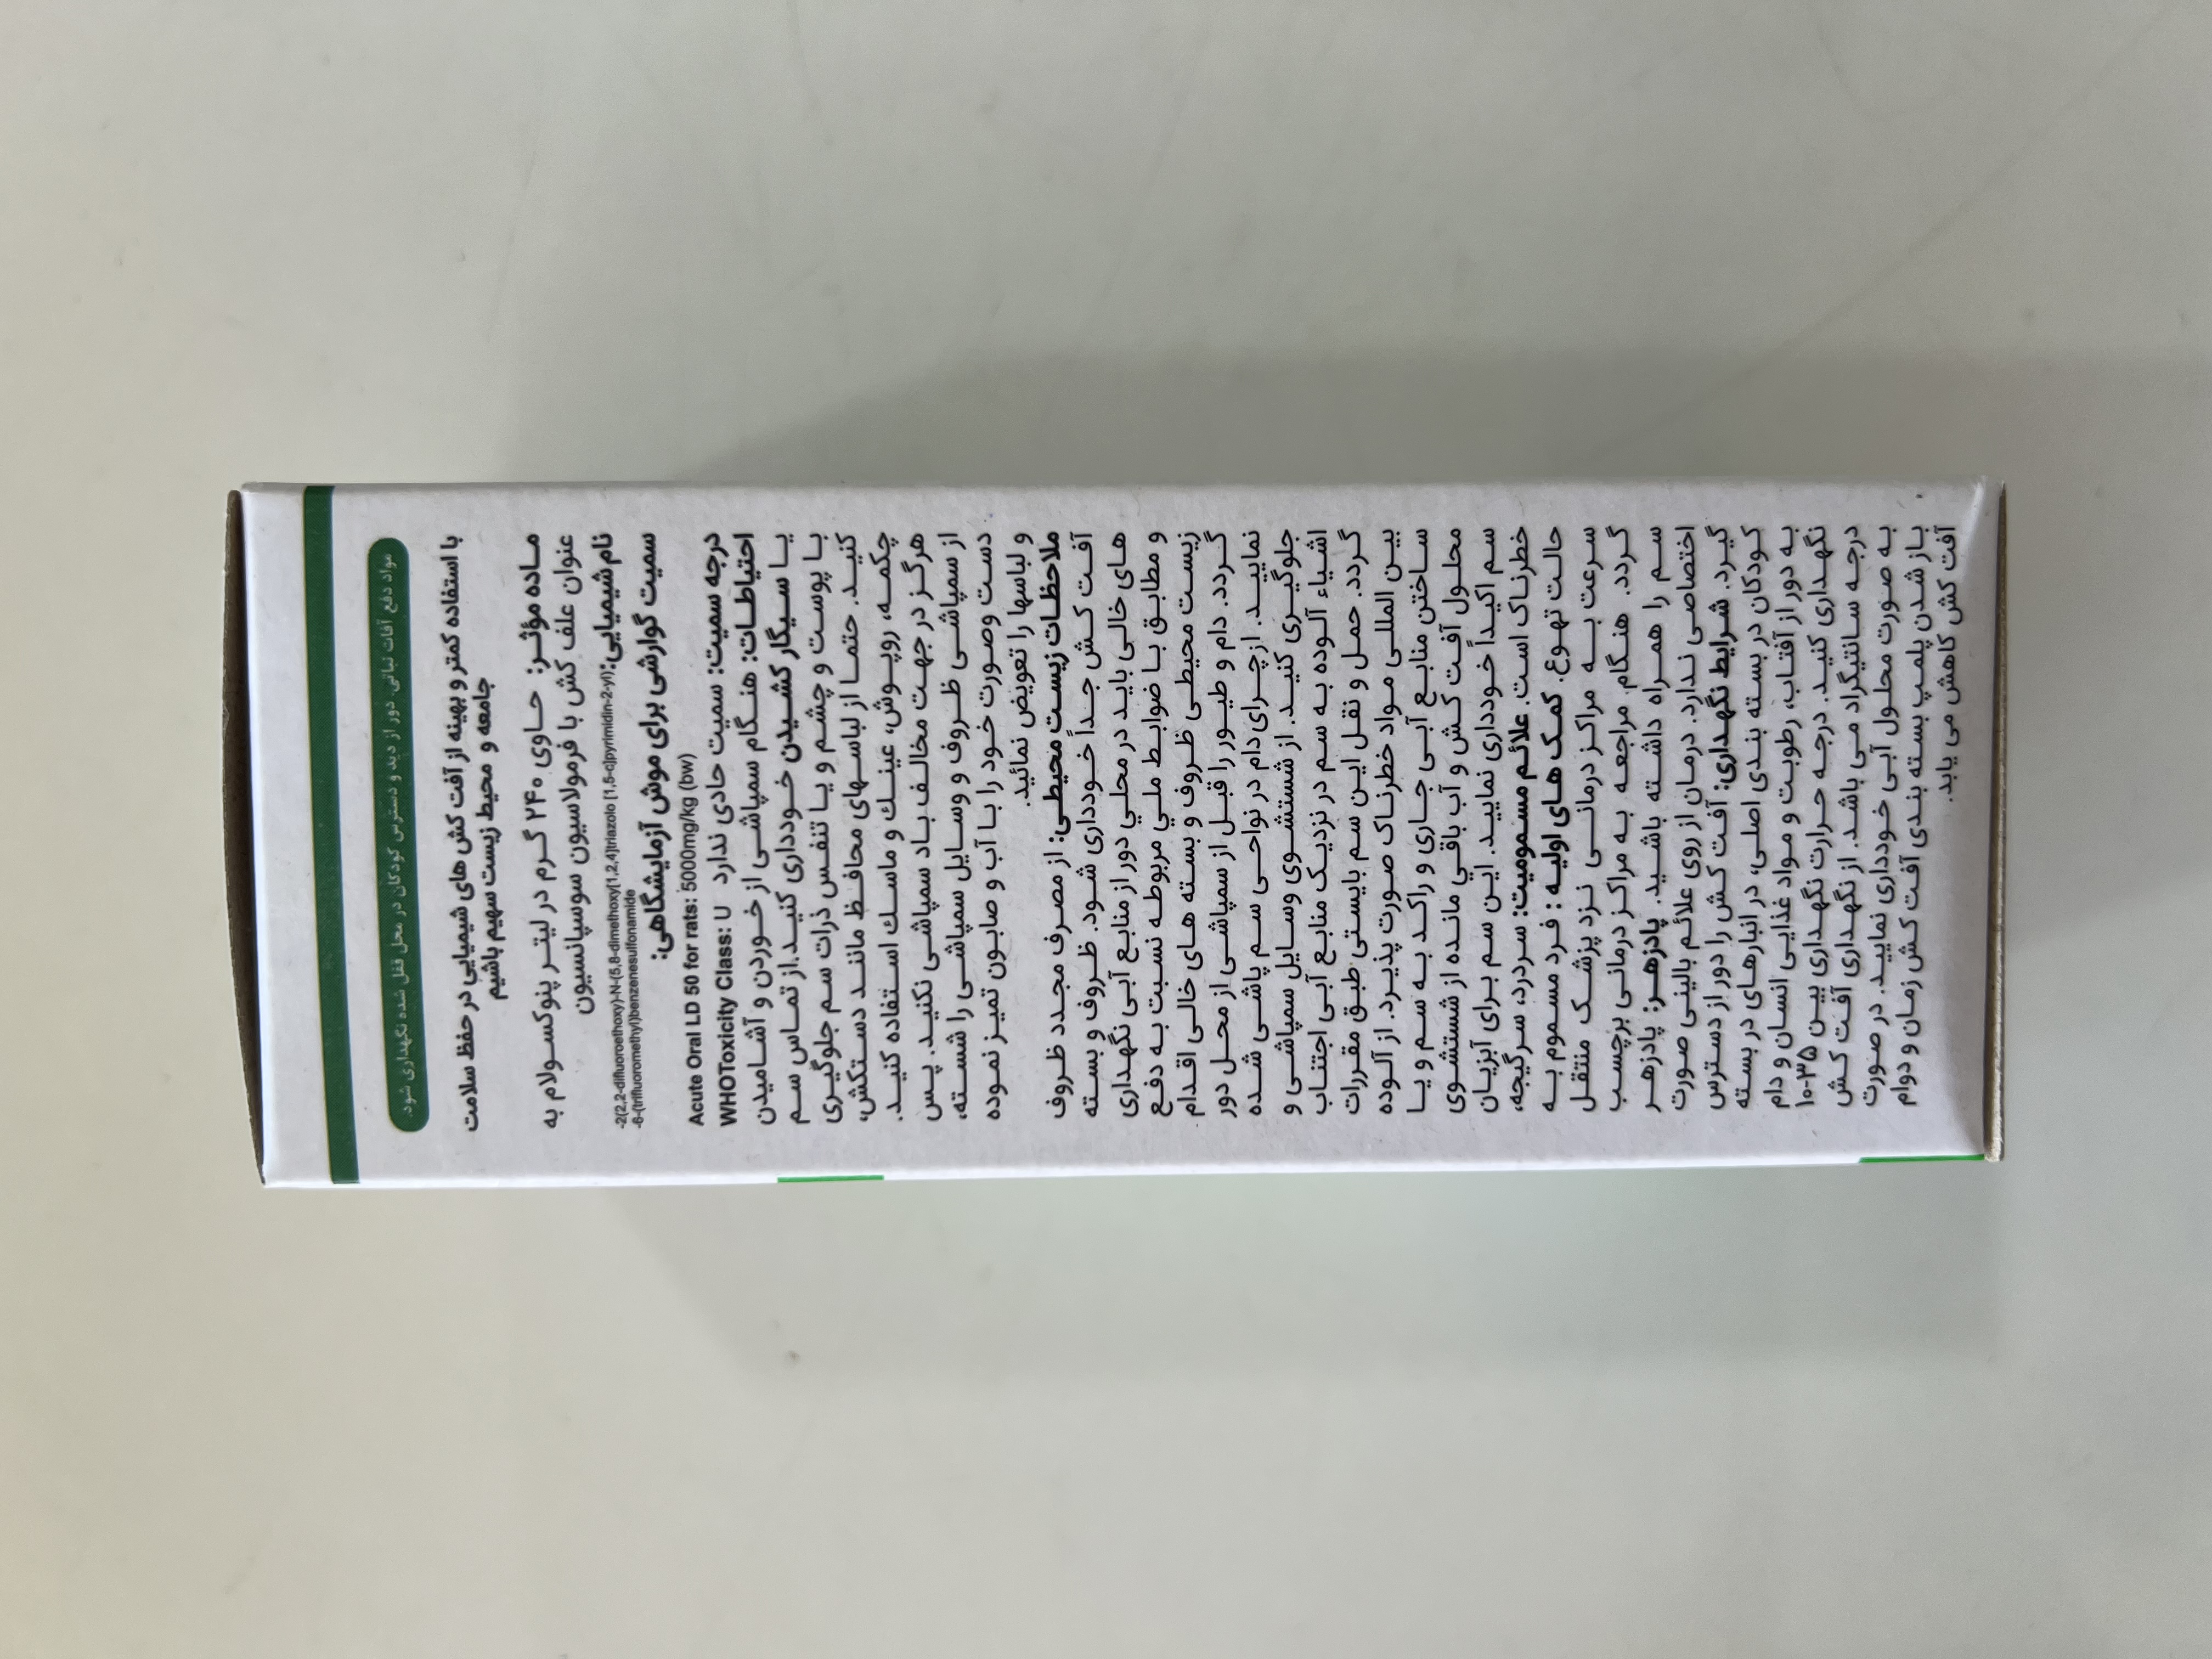 مواد دفع آفات نباتی، دور از دید و دسترس کودکان در محل قفل شده نگهداری شود.
با استفاده کمتر و بهینه از آفت کش های شیمیایی در حفظ سلامت
جامعه و محیط زیست سهیم باشیم
ماده مؤثر: حاوی ۲۴۰ گرم در لیتر پنوکسولام به
عنوان علف کش با فرمولاسیون سوسپانسیون
نام شیمیایی: -2(2,2-difluoroethoxy)-N-(5,8-dimethoxy[1,2,4]triazolo [1,5-c]pyrimidin-2-yl)
-6-(trifluoromethyl)benzenesulfonamide
سمیت گوارشی برای موش آزمایشگاهی:
Acute Oral LD 50 for rats: 5000mg/kg (bw)
درجه سمیت: سمیت حادی ندارد WHOToxicity Class: U
احتیاطات: هنگام سمپاشی از خوردن و آشامیدن
یا سیگار کشیدن خودداری کنید. از تماس سم
با پوست و چشم و یا تنفس ذرات سم جلوگیری
کنید. حتما از لباسهای محافظ مانند دستکش،
چکمه، روپوش، عینک و ماسک استفاده کنید.
هرگز در جهت مخالف باد سمپاشی نکنید. پس
از سمپاشی ظروف و وسایل سمپاشی را شسته،
دست وصورت خود را با آب و صابون تمیز نموده
و لباسها را تعویض نمائید.
ملاحظات زیست محیطی: از مصرف مجدد ظروف
آفت کش جداً خودداری شود. ظروف و بسته
های خالی باید در محلي دور از منابع آبی نگهداری
و مطابق با ضوابط ملي مربوطه نسبت به دفع
زیست محیطی ظروف و بسته های خالی اقدام
گردد. دام و طیور را قبل از سمپاشی از محل دور
نمایید. ازچرای دام در نواحی سم پاشی شده
جلوگیری کنید. از شستشوی وسایل سمپاشی و
اشیاء آلوده به سم در نزدیک منابع آبی اجتناب
گردد. حمل و نقل این سم بایستی طبق مقررات
بین المللی مواد خطرناک صورت پذیرد. از آلوده
ساختن منابع آبی جاری و راکد به سم و یا
محلول آفت کش و آب باقي مانده از شستشوی
سم اکیداً خودداری نمایید. این سم برای آبزیان
خطرناک است. علائم مسمومیت: سردرد، سرگیجه،
حالت تهوع. کمک های اولیه : فرد مسموم به
سرعت به مراکز درمانی نزد پزشک منتقل
گردد. هنگام مراجعه به مراکز درمانی برچسب
سم را همراه داشته باشید. پادزهر: پادزهر
اختصاصی ندارد. درمان از روی علائم بالینی صورت
گیرد. شرایط نگهداری: آفت کش را دور از دسترس
کودکان در بسته بندی اصلی، در انبارهای در بسته
به دور از آفتاب، رطوبت و مواد غذایی انسان و دام
نگهداری کنید. درجه حرارت نگهداری بین ۳۵-۱۰
درجه سانتیگراد می باشد. از نگهداری آفت کش
به صورت محلول آبی خودداری نمایید. در صورت
باز شدن پلمپ بسته بندی آفت کش زمان و دوام
آفت کش کاهش می یابد.